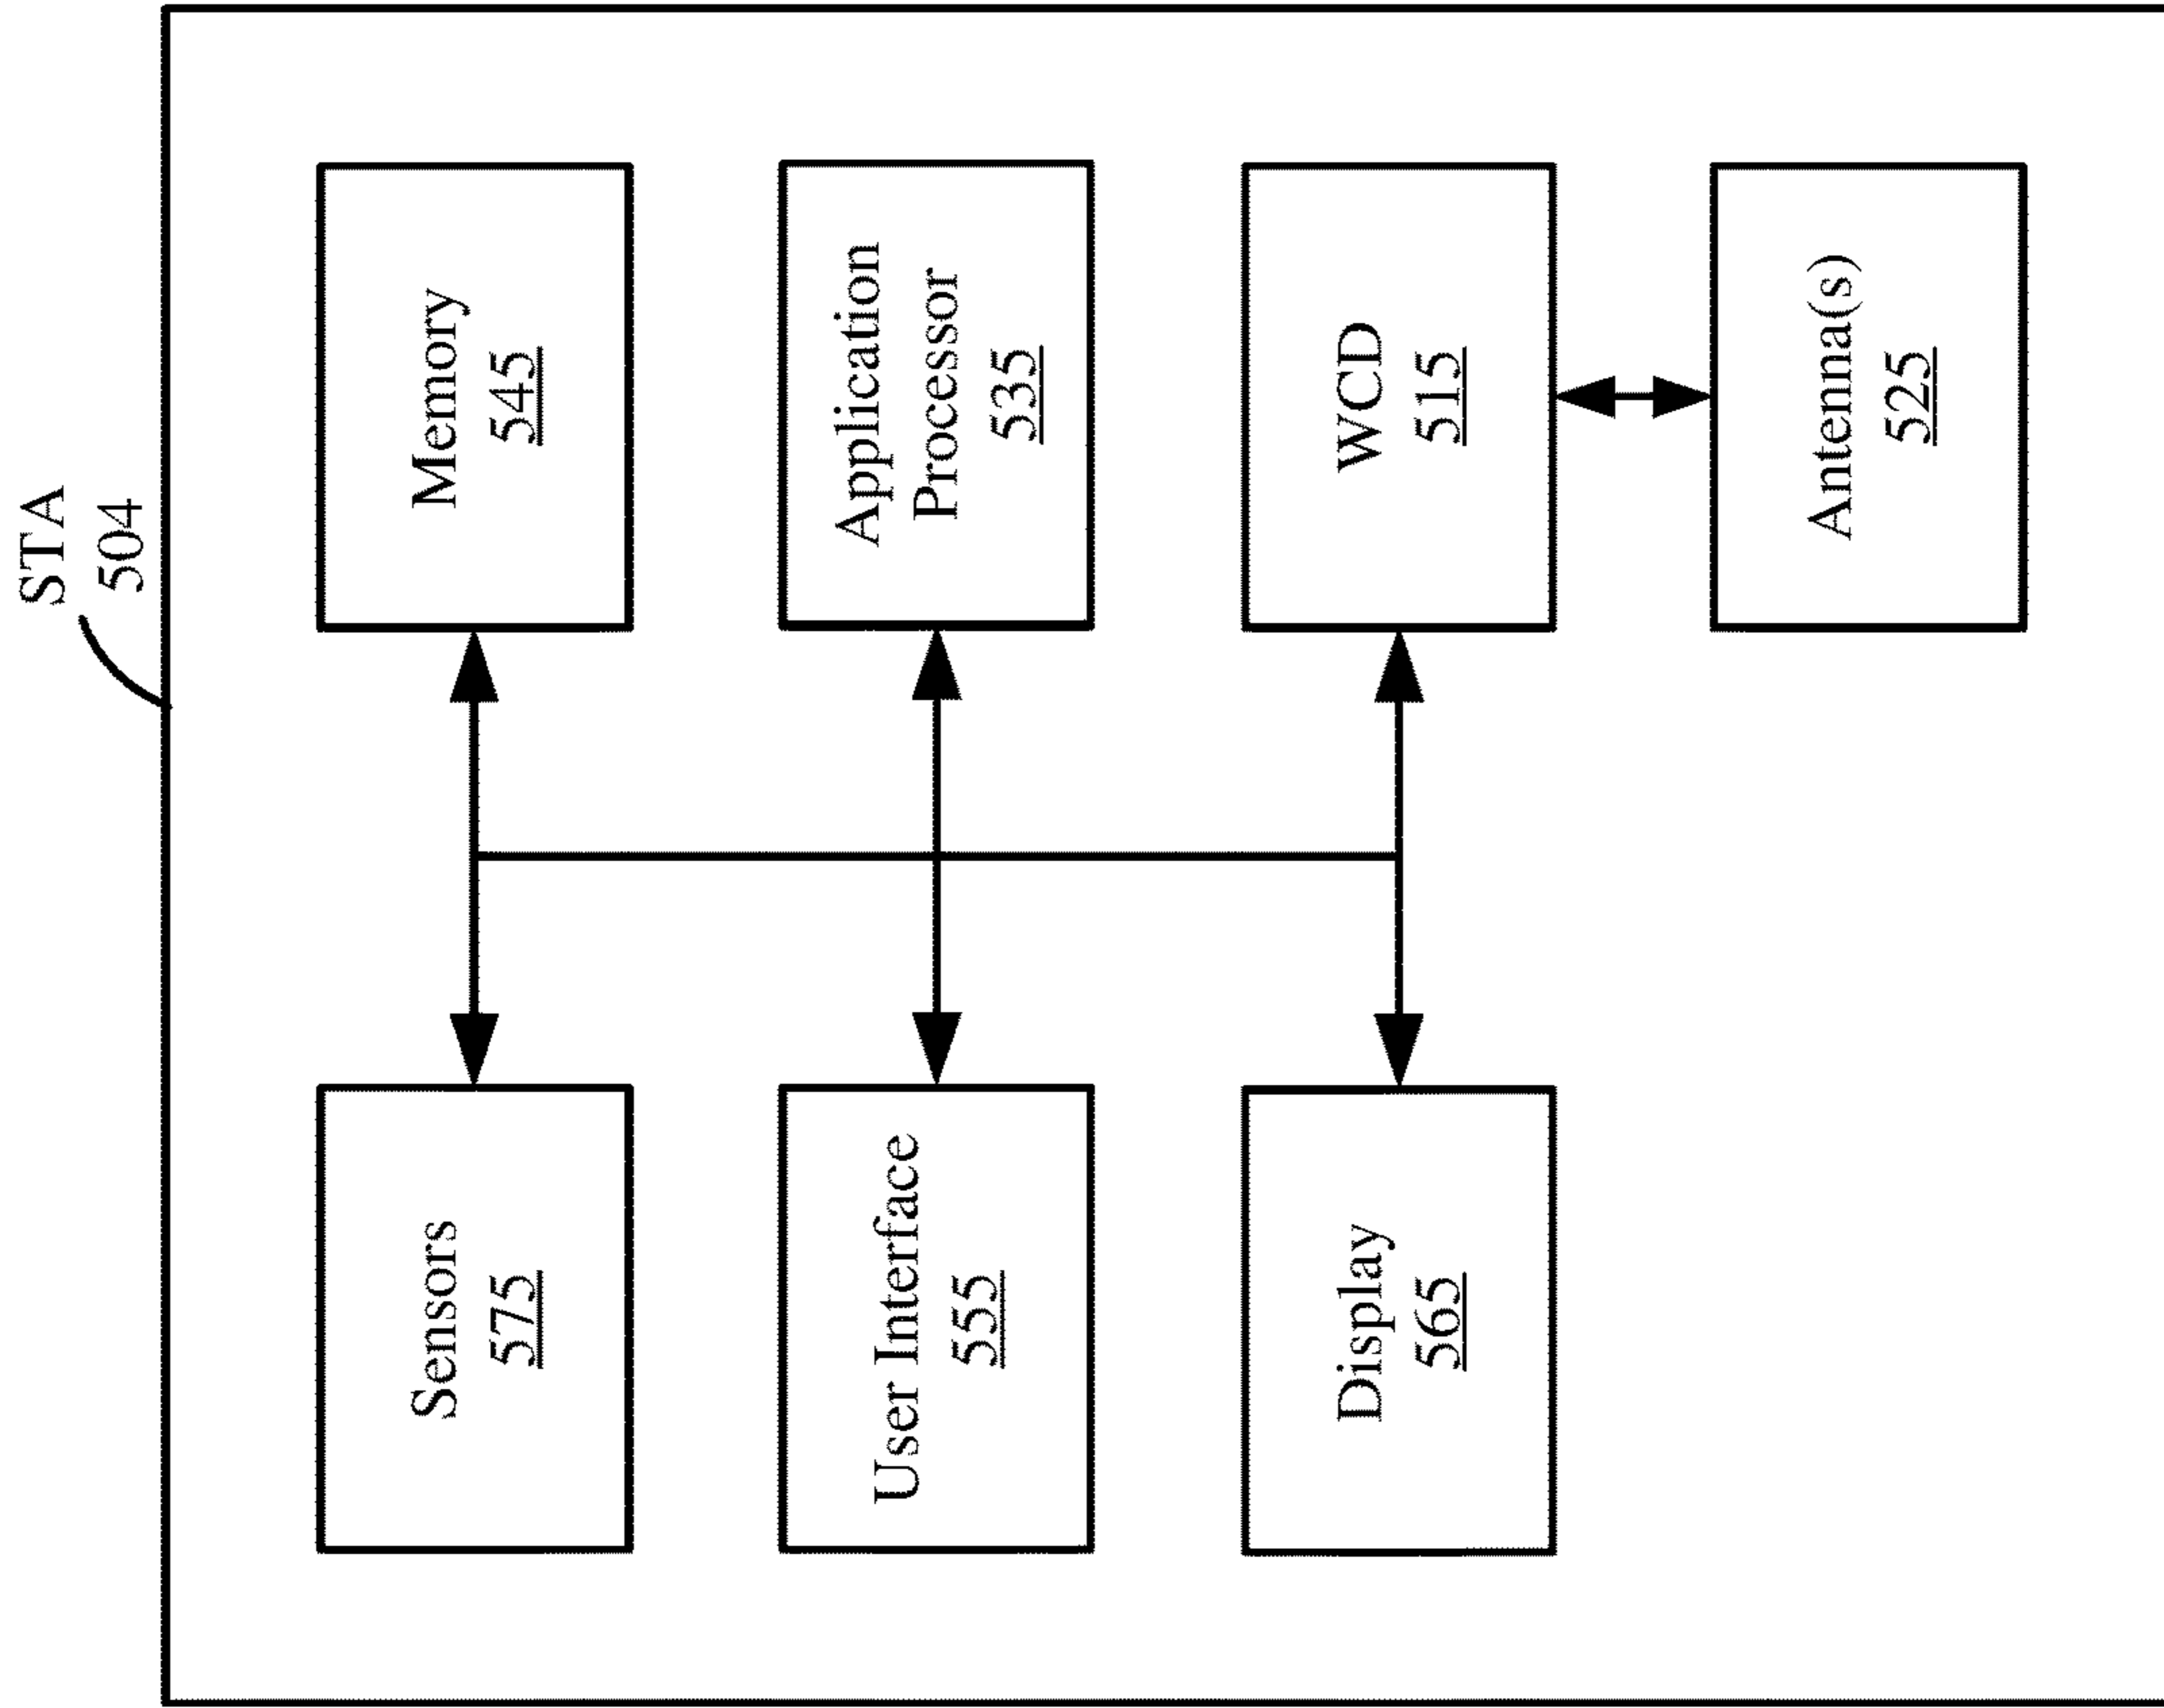 STA
504
Sensors
575
Memory
545
User Interface
555
Application
Processor
535
Display
565
WCD
515
Antenna(s)
525